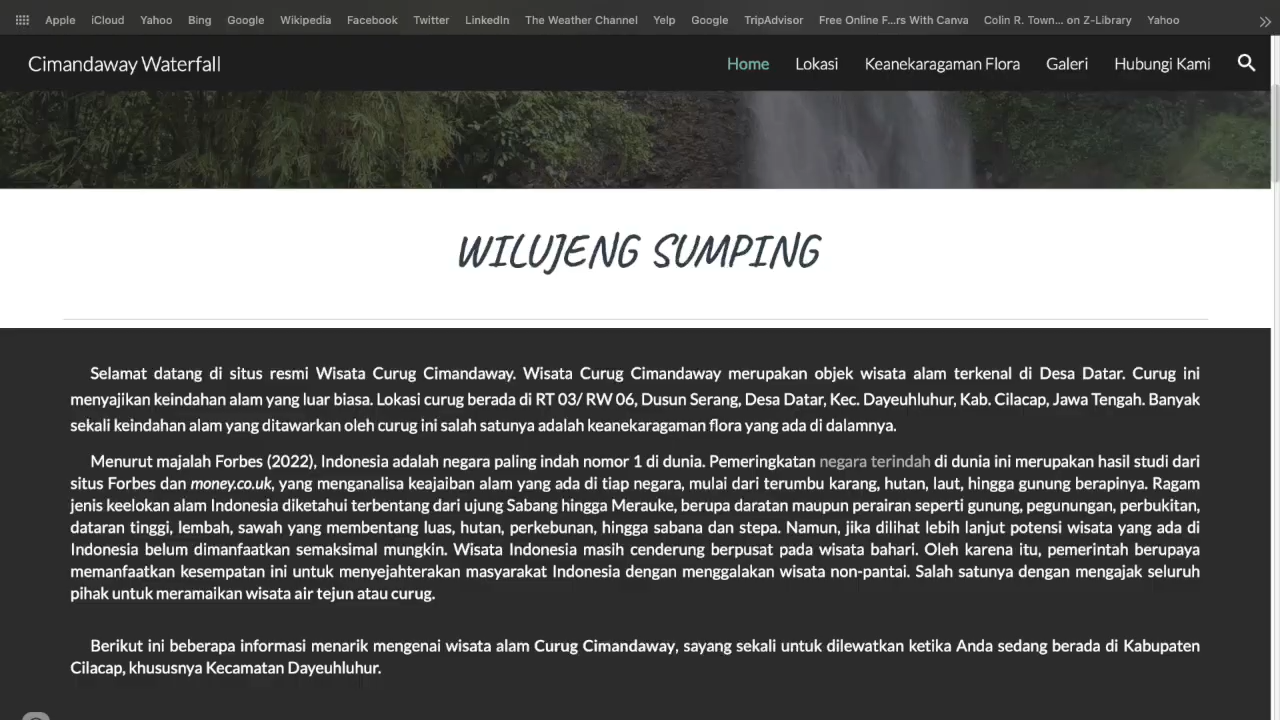 Apple iCloud Yahoo Bing Google Wikipedia Facebook Twitter LinkedIn The Weather Channel Yelp Google TripAdvisor Free Online F...rs With Canva Colin R. Town... on Z-Library Yahoo
Cimandaway Waterfall Home Lokasi Keanekaragaman Flora Galeri Hubungi Kami
WILUJENG SUMPING
Selamat datang di situs resmi Wisata Curug Cimandaway. Wisata Curug Cimandaway merupakan objek wisata alam terkenal di Desa Datar. Curug ini
menyajikan keindahan alam yang luar biasa. Lokasi curug berada di RT 03/ RW 06, Dusun Serang, Desa Datar, Kec. Dayeuhluhur, Kab. Cilacap, Jawa Tengah. Banyak
sekali keindahan alam yang ditawarkan oleh curug ini salah satunya adalah keanekaragaman flora yang ada di dalamnya.
Menurut majalah Forbes (2022), Indonesia adalah negara paling indah nomor 1 di dunia. Pemeringkatan negara terindah di dunia ini merupakan hasil studi dari
situs Forbes dan money.co.uk, yang menganalisa keajaiban alam yang ada di tiap negara, mulai dari terumbu karang, hutan, laut, hingga gunung berapinya. Ragam
jenis keelokan alam Indonesia diketahui terbentang dari ujung Sabang hingga Merauke, berupa daratan maupun perairan seperti gunung, pegunungan, perbukitan,
dataran tinggi, lembah, sawah yang membentang luas, hutan, perkebunan, hingga sabana dan stepa. Namun, jika dilihat lebih lanjut potensi wisata yang ada di
Indonesia belum dimanfaatkan semaksimal mungkin. Wisata Indonesia masih cenderung berpusat pada wisata bahari. Oleh karena itu, pemerintah berupaya
memanfaatkan kesempatan ini untuk menyejahterakan masyarakat Indonesia dengan menggalakan wisata non-pantai. Salah satunya dengan mengajak seluruh
pihak untuk meramaikan wisata air tejun atau curug.
Berikut ini beberapa informasi menarik mengenai wisata alam Curug Cimandaway, sayang sekali untuk dilewatkan ketika Anda sedang berada di Kabupaten
Cilacap, khususnya Kecamatan Dayeuhluhur.